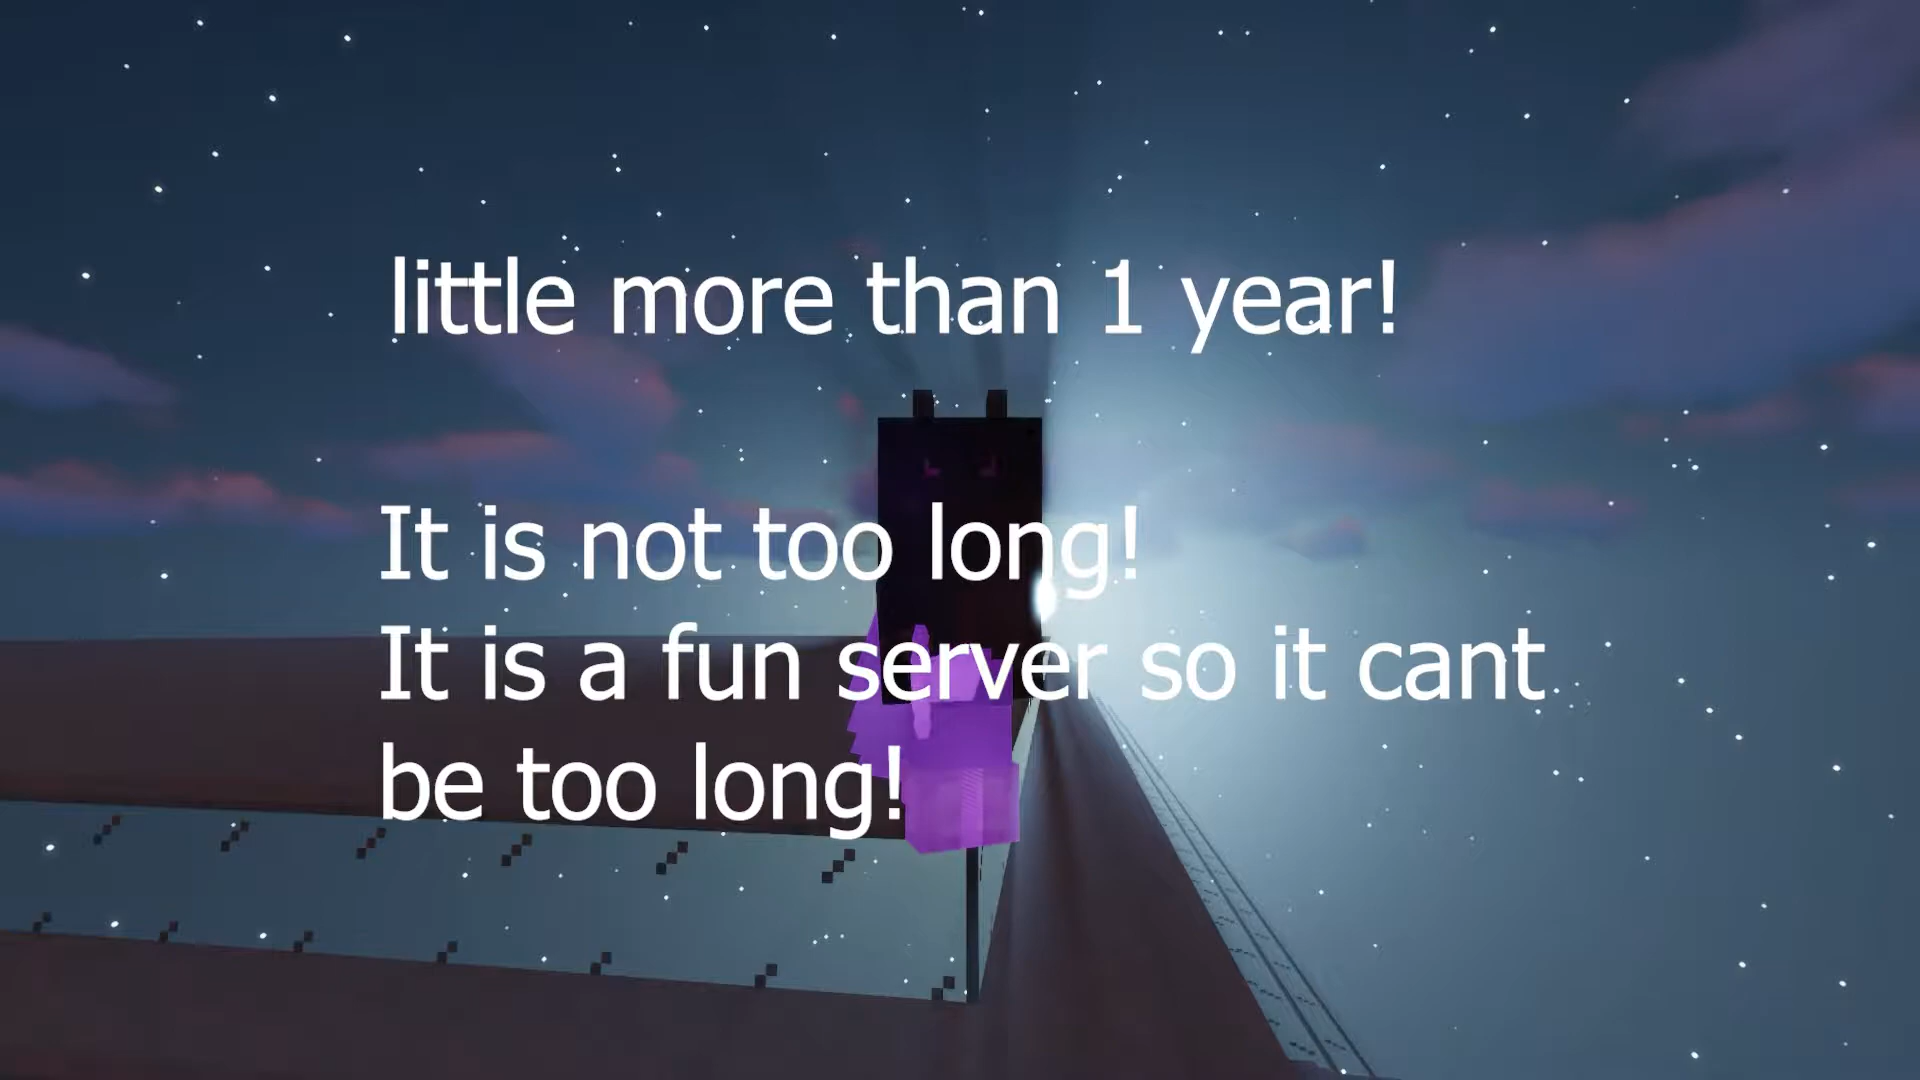 little more than 1 year!
It is not too long!
It is a fun server so it cant
be too long!